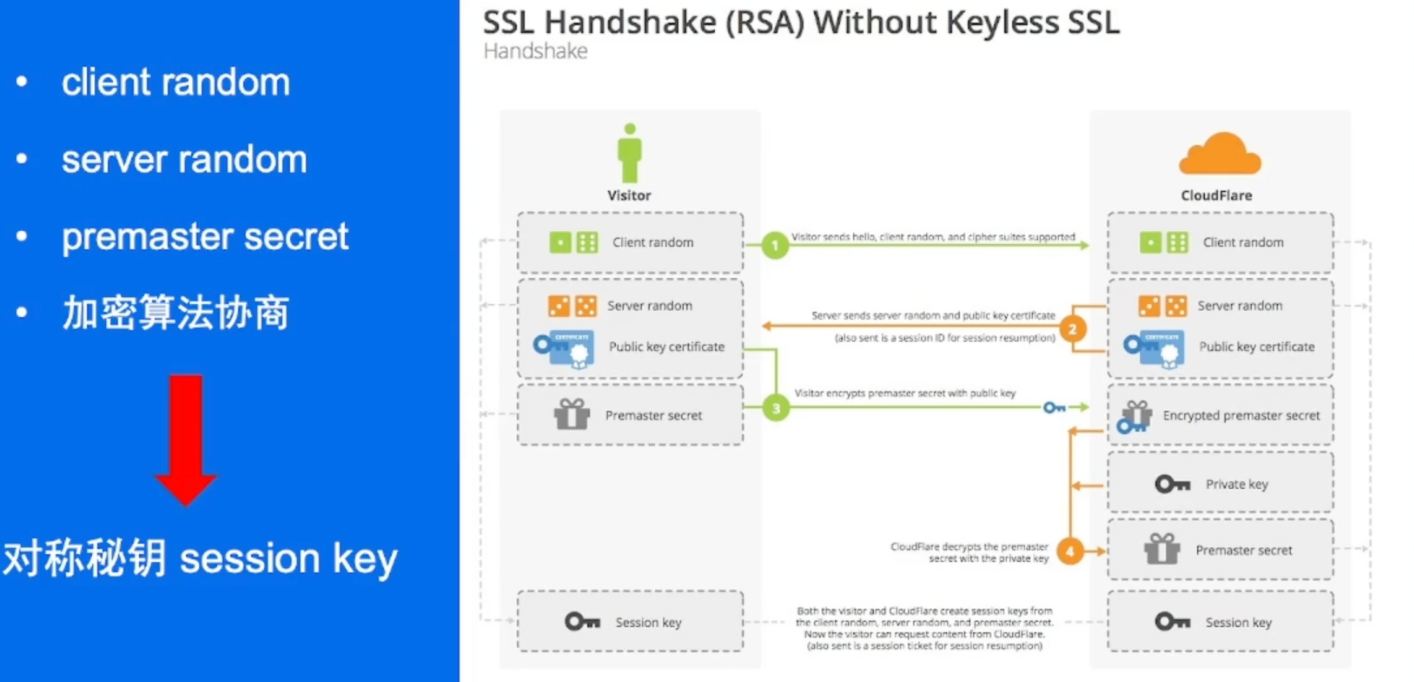 client random
server random
premaster secret
加密算法协商
对称秘钥 session key
SSL Handshake (RSA) Without Keyless SSL
Handshake
Visitor
CloudFlare
Client random
1
Visitor sends hello, client random, and cipher suites supported
Client random
Server random
Public key certificate
Server sends server random and public key certificate
(also sent is a session ID for session resumption)
2
Server random
Public key certificate
CERTIFICATE
CERTIFICATE
Premaster secret
3
Visitor encrypts premaster secret with public key
Encrypted premaster secret
Private key
CloudFlare decrypts the premaster
secret with the private key
4
Premaster secret
Session key
Both the visitor and CloudFlare create session keys from
the client random, server random, and premaster secret.
Now the visitor can request content from CloudFlare.
(also sent is a session ticket for session resumption)
Session key